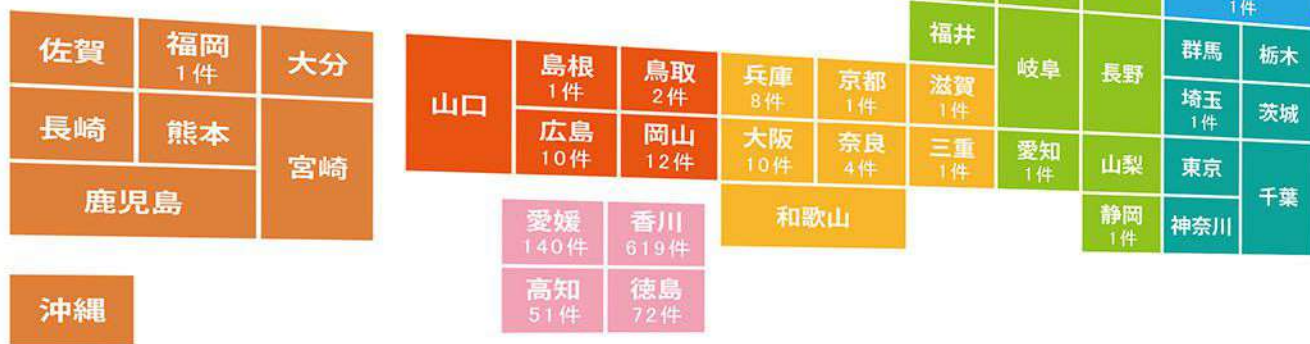 佐賀
福岡
1件
大分
長崎
熊本
宮崎
鹿児島
沖縄
山口
島根
1件
鳥取
2件
広島
10件
岡山
12件
愛媛
140件
香川
619件
高知
51件
徳島
72件
兵庫
8件
京都
1件
滋賀
1件
大阪
10件
奈良
4件
三重
1件
和歌山
福井
岐阜
長野
愛知
1件
山梨
静岡
1件
1件
群馬
栃木
埼玉
1件
茨城
東京
千葉
神奈川